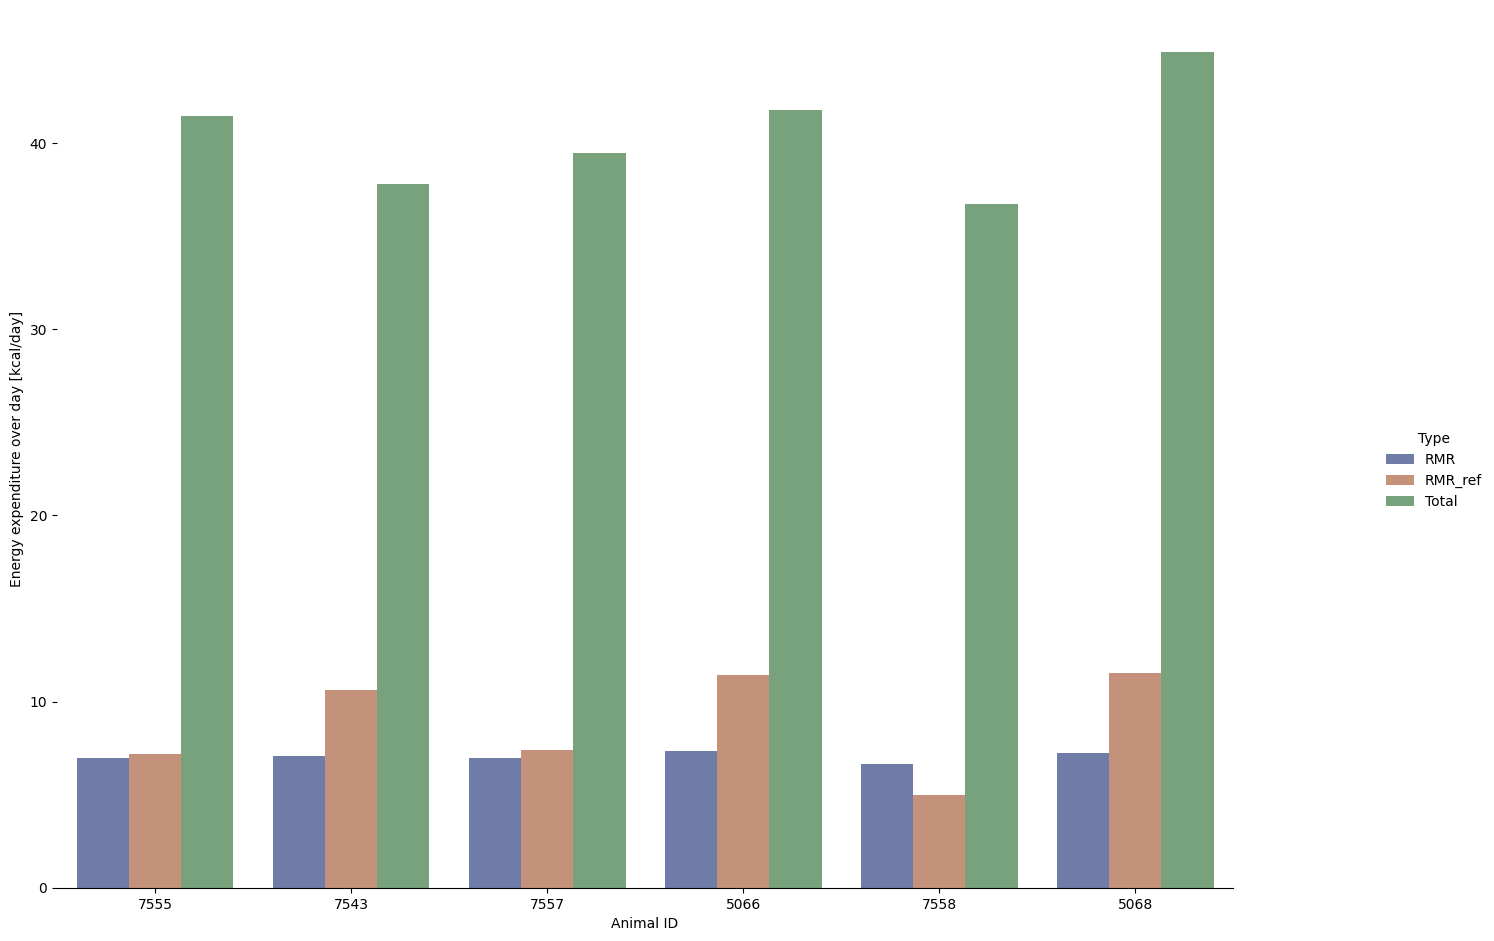 Energy expenditure over day [kcal/day]
40
30
20
10
0
7555
7543
7557
5066
7558
5068
Animal ID
Type
RMR
RMR_ref
Total